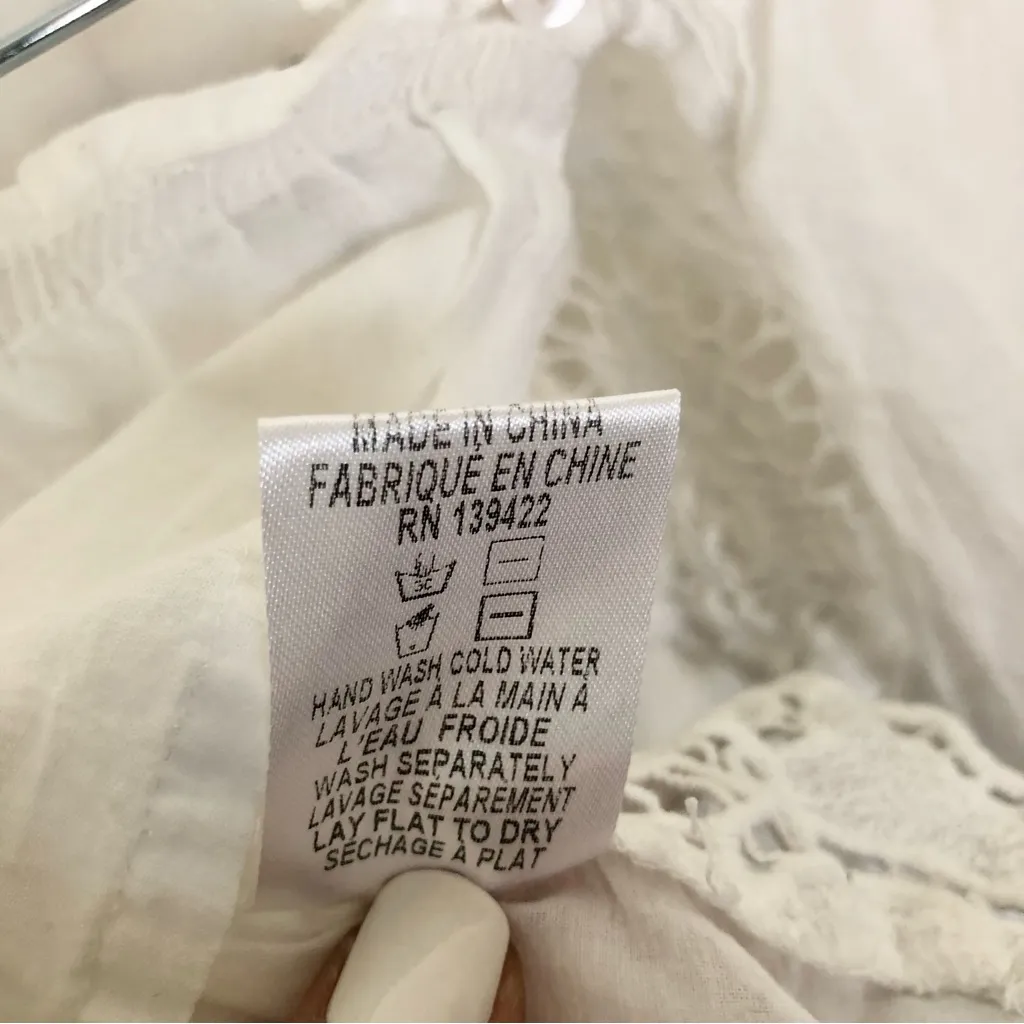 MADE IN CHINA
FABRIQUÉ EN CHINE
RN 139422
HAND WASH COLD WATER
LAVAGE À LA MAIN À
L'EAU FROIDE
WASH SEPARATELY
LAVAGE SÉPAREMENT
LAY FLAT TO DRY
SÉCHAGE À PLAT